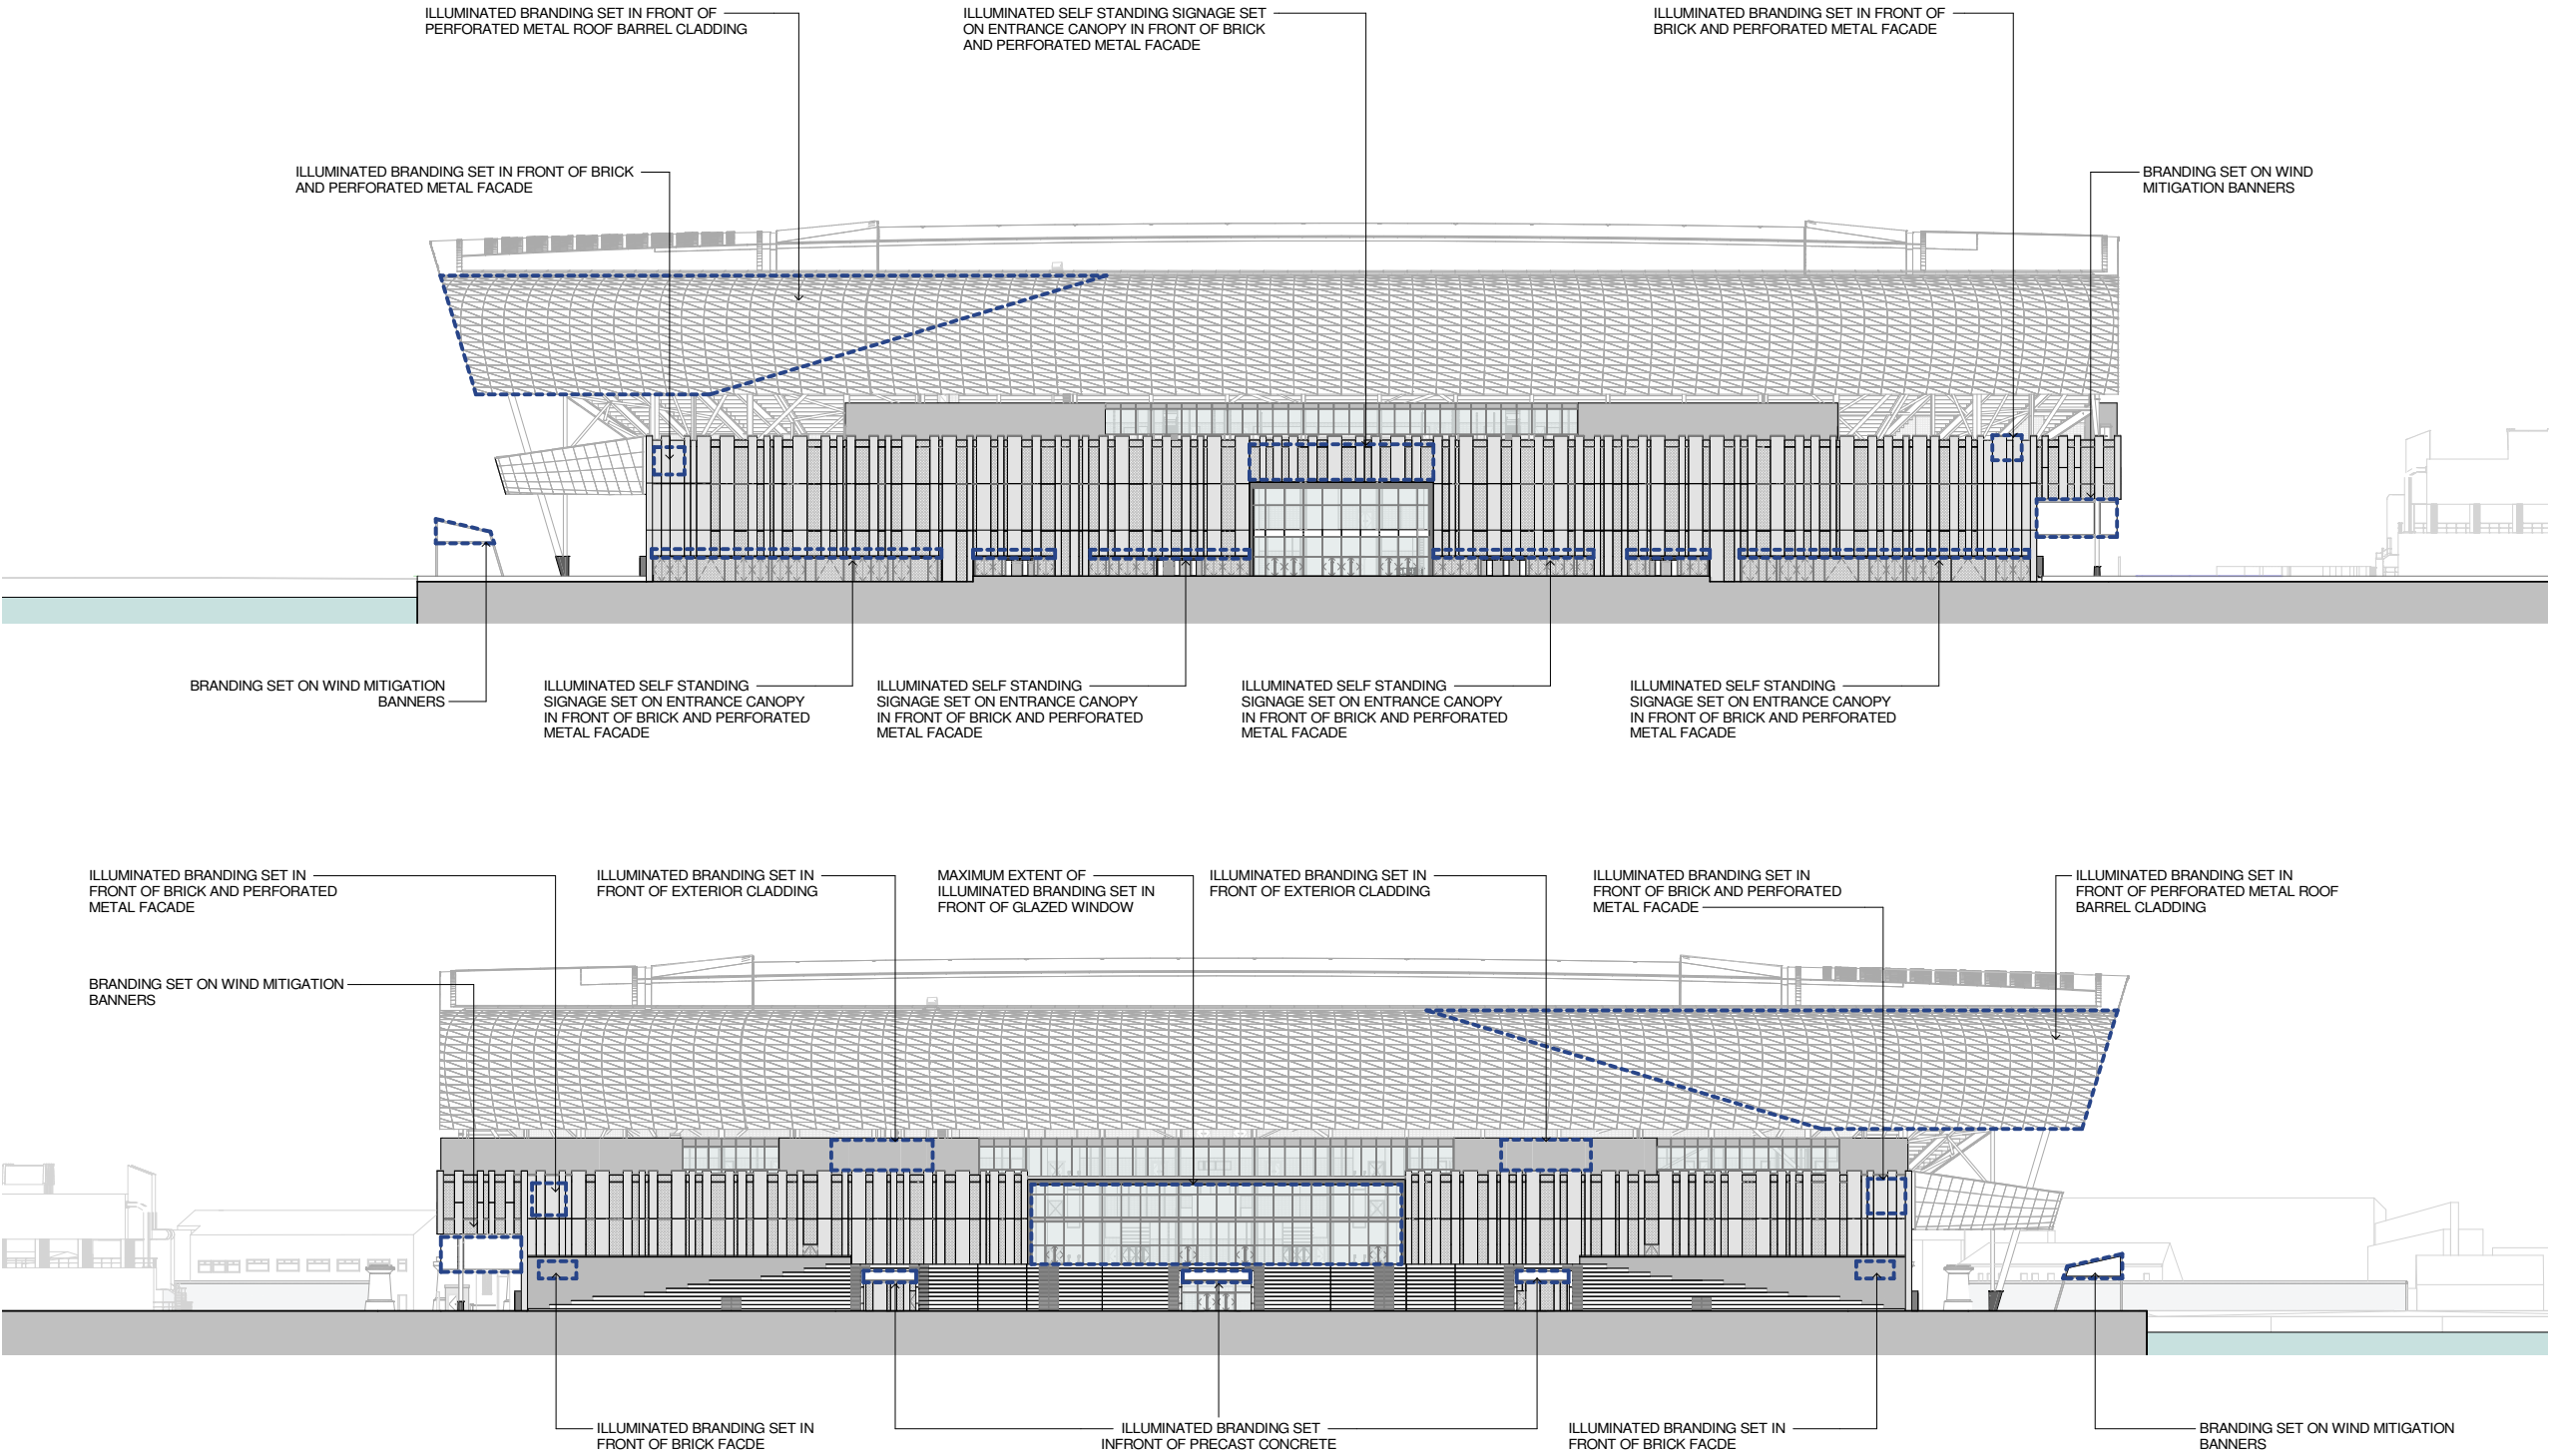 ILLUMINATED BRANDING SET IN FRONT OF
PERFORATED METAL ROOF BARREL CLADDING
ILLUMINATED SELF STANDING SIGNAGE SET
ON ENTRANCE CANOPY IN FRONT OF BRICK
AND PERFORATED METAL FACADE
ILLUMINATED BRANDING SET IN FRONT OF
BRICK AND PERFORATED METAL FACADE
ILLUMINATED BRANDING SET IN FRONT OF BRICK
AND PERFORATED METAL FACADE
BRANDING SET ON WIND
MITIGATION BANNERS
BRANDING SET ON WIND MITIGATION
BANNERS
ILLUMINATED SELF STANDING
SIGNAGE SET ON ENTRANCE CANOPY
IN FRONT OF BRICK AND PERFORATED
METAL FACADE
ILLUMINATED SELF STANDING
SIGNAGE SET ON ENTRANCE CANOPY
IN FRONT OF BRICK AND PERFORATED
METAL FACADE
ILLUMINATED SELF STANDING
SIGNAGE SET ON ENTRANCE CANOPY
IN FRONT OF BRICK AND PERFORATED
METAL FACADE
ILLUMINATED SELF STANDING
SIGNAGE SET ON ENTRANCE CANOPY
IN FRONT OF BRICK AND PERFORATED
METAL FACADE
ILLUMINATED BRANDING SET IN
FRONT OF BRICK AND PERFORATED
METAL FACADE
ILLUMINATED BRANDING SET IN
FRONT OF EXTERIOR CLADDING
MAXIMUM EXTENT OF
ILLUMINATED BRANDING SET IN
FRONT OF GLAZED WINDOW
ILLUMINATED BRANDING SET IN
FRONT OF EXTERIOR CLADDING
ILLUMINATED BRANDING SET IN
FRONT OF BRICK AND PERFORATED
METAL FACADE
ILLUMINATED BRANDING SET IN
FRONT OF PERFORATED METAL ROOF
BARREL CLADDING
BRANDING SET ON WIND MITIGATION
BANNERS
ILLUMINATED BRANDING SET IN
FRONT OF BRICK FACDE
ILLUMINATED BRANDING SET
INFRONT OF PRECAST CONCRETE
ILLUMINATED BRANDING SET IN
FRONT OF BRICK FACDE
BRANDING SET ON WIND MITIGATION
BANNERS